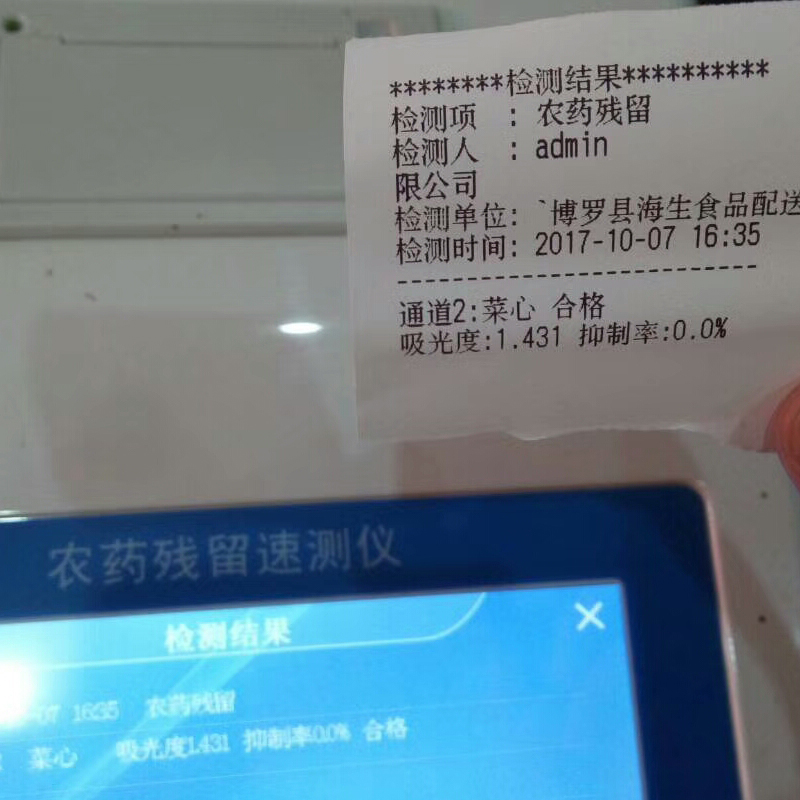 ********检测结果**********
检测项 : 农药残留
检测人 : admin
限公司
检测单位: `博罗县海生食品配送
检测时间: 2017-10-07 16:35
------------------------------
通道2:菜心 合格
吸光度:1.431 抑制率:0.0%
农药残留速测仪
检测结果
-07 16:35 农药残留
菜心 吸光度1.431 抑制率0.0% 合格